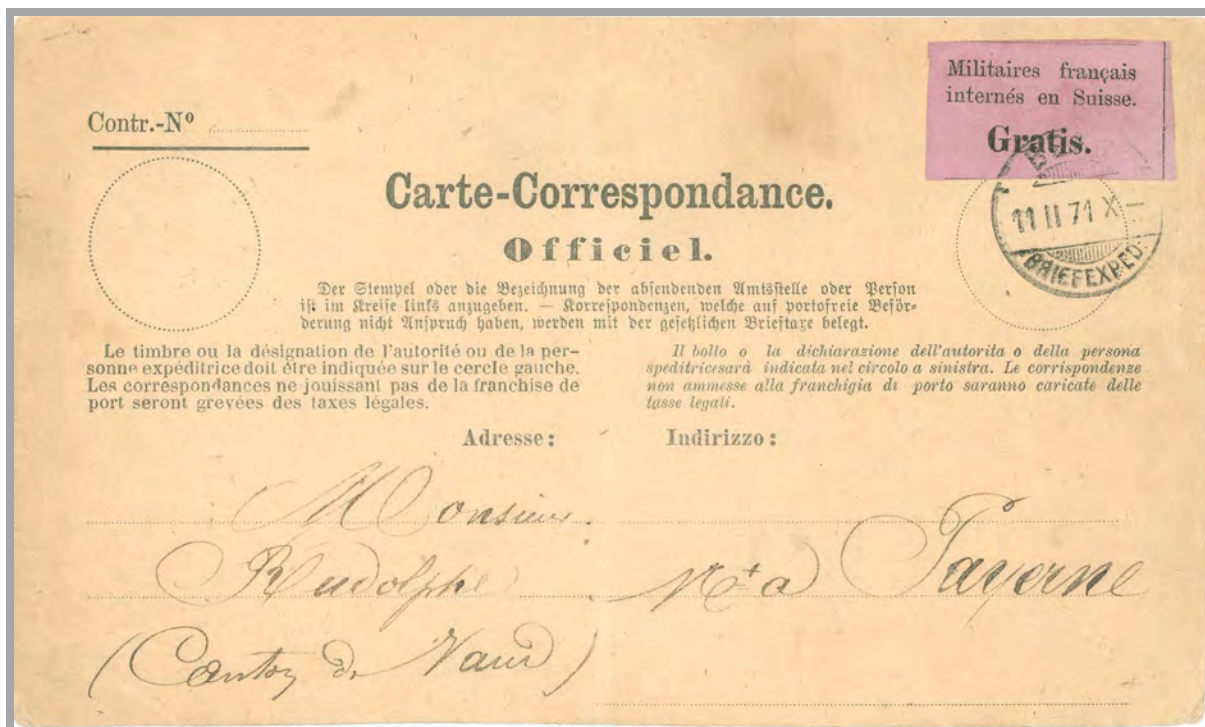 Militaires français
internés en Suisse.
Gratis.
11 II 71 X
BRIEFEXPED.
Contr.-Nº
Carte-Correspondance.
Officiel.
Der Stempel oder die Bezeichnung der absendenden Amtsstelle oder Person
ist im Kreise links anzugeben. — Korrespondenzen, welche auf portofreie Beför-
derung nicht Anspruch haben, werden mit der gesetzlichen Brieftaxe belegt.
Le timbre ou la désignation de l'autorité ou de la per-
sonne expéditrice doit être indiquée sur le cercle gauche.
Les correspondances ne jouissant pas de la franchise de
port seront grevées des taxes légales.
Il bollo o la dichiarazione dell'autorita o della persona
speditricesarà indicata nel circolo a sinistra. Le corrispondenze
non ammesse alla franchigia di porto saranno caricate delle
tasse legali.
Adresse: Indirizzo:
Monsieur
Rudolphe Nt a Payerne
(Canton de Vaud)